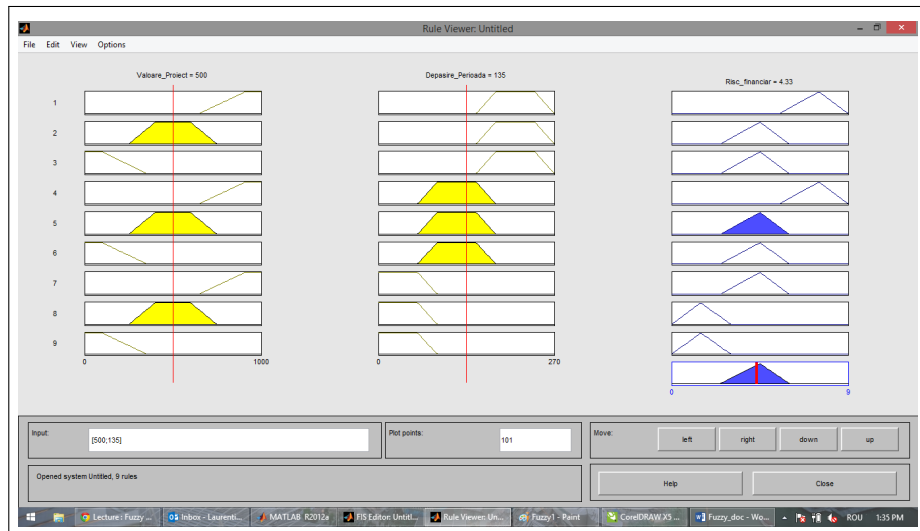 Rule Viewer: Untitled
File Edit View Options
Valoare_Proiect = 500
Depasire_Perioada = 135
Risc_financiar = 4.33
1
2
3
4
5
6
7
8
9
0 1000
0 270
0 9
Input: [500;135]
Plot points: 101
Move: left right down up
Opened system Untitled, 9 rules
Help Close
Lecture : Fuzzy ... Inbox - Laurenti... MATLAB R2012a FIS Editor: Untitl... Rule Viewer: Un... Fuzzy1 - Paint CorelDRAW X5 ... Fuzzy_doc - Wo... ROU 1:35 PM